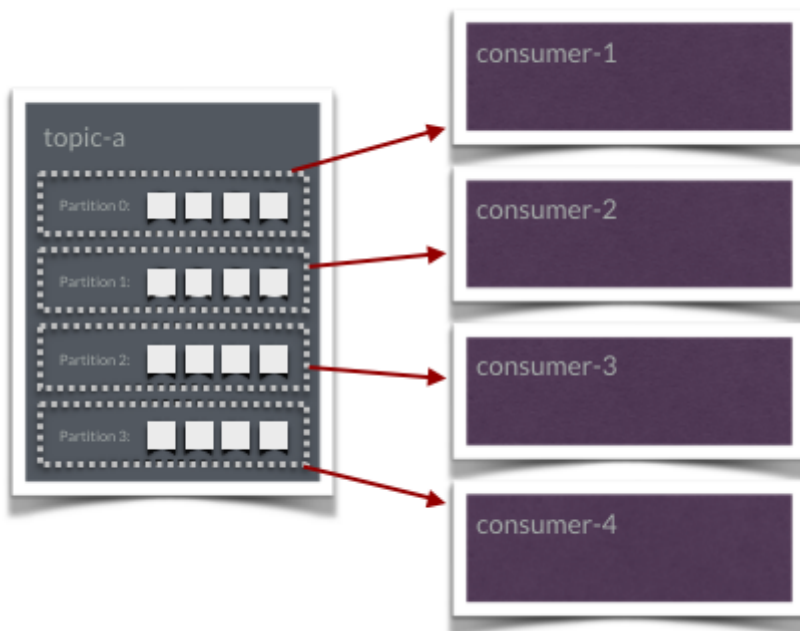 topic-a
Partition 0:
Partition 1:
Partition 2:
Partition 3:
consumer-1
consumer-2
consumer-3
consumer-4